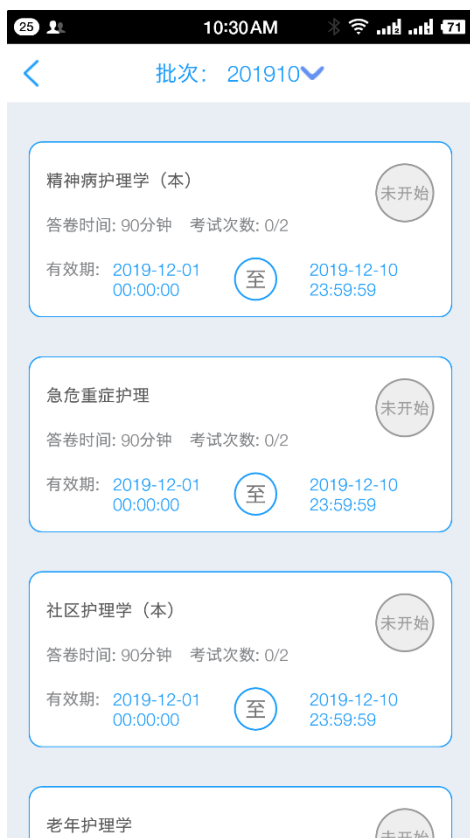 25 10:30AM 71
批次： 201910
精神病护理学（本）
未开始
答卷时间: 90分钟 考试次数: 0/2
有效期: 2019-12-01 00:00:00 至 2019-12-10 23:59:59
急危重症护理
未开始
答卷时间: 90分钟 考试次数: 0/2
有效期: 2019-12-01 00:00:00 至 2019-12-10 23:59:59
社区护理学（本）
未开始
答卷时间: 90分钟 考试次数: 0/2
有效期: 2019-12-01 00:00:00 至 2019-12-10 23:59:59
老年护理学
未开始